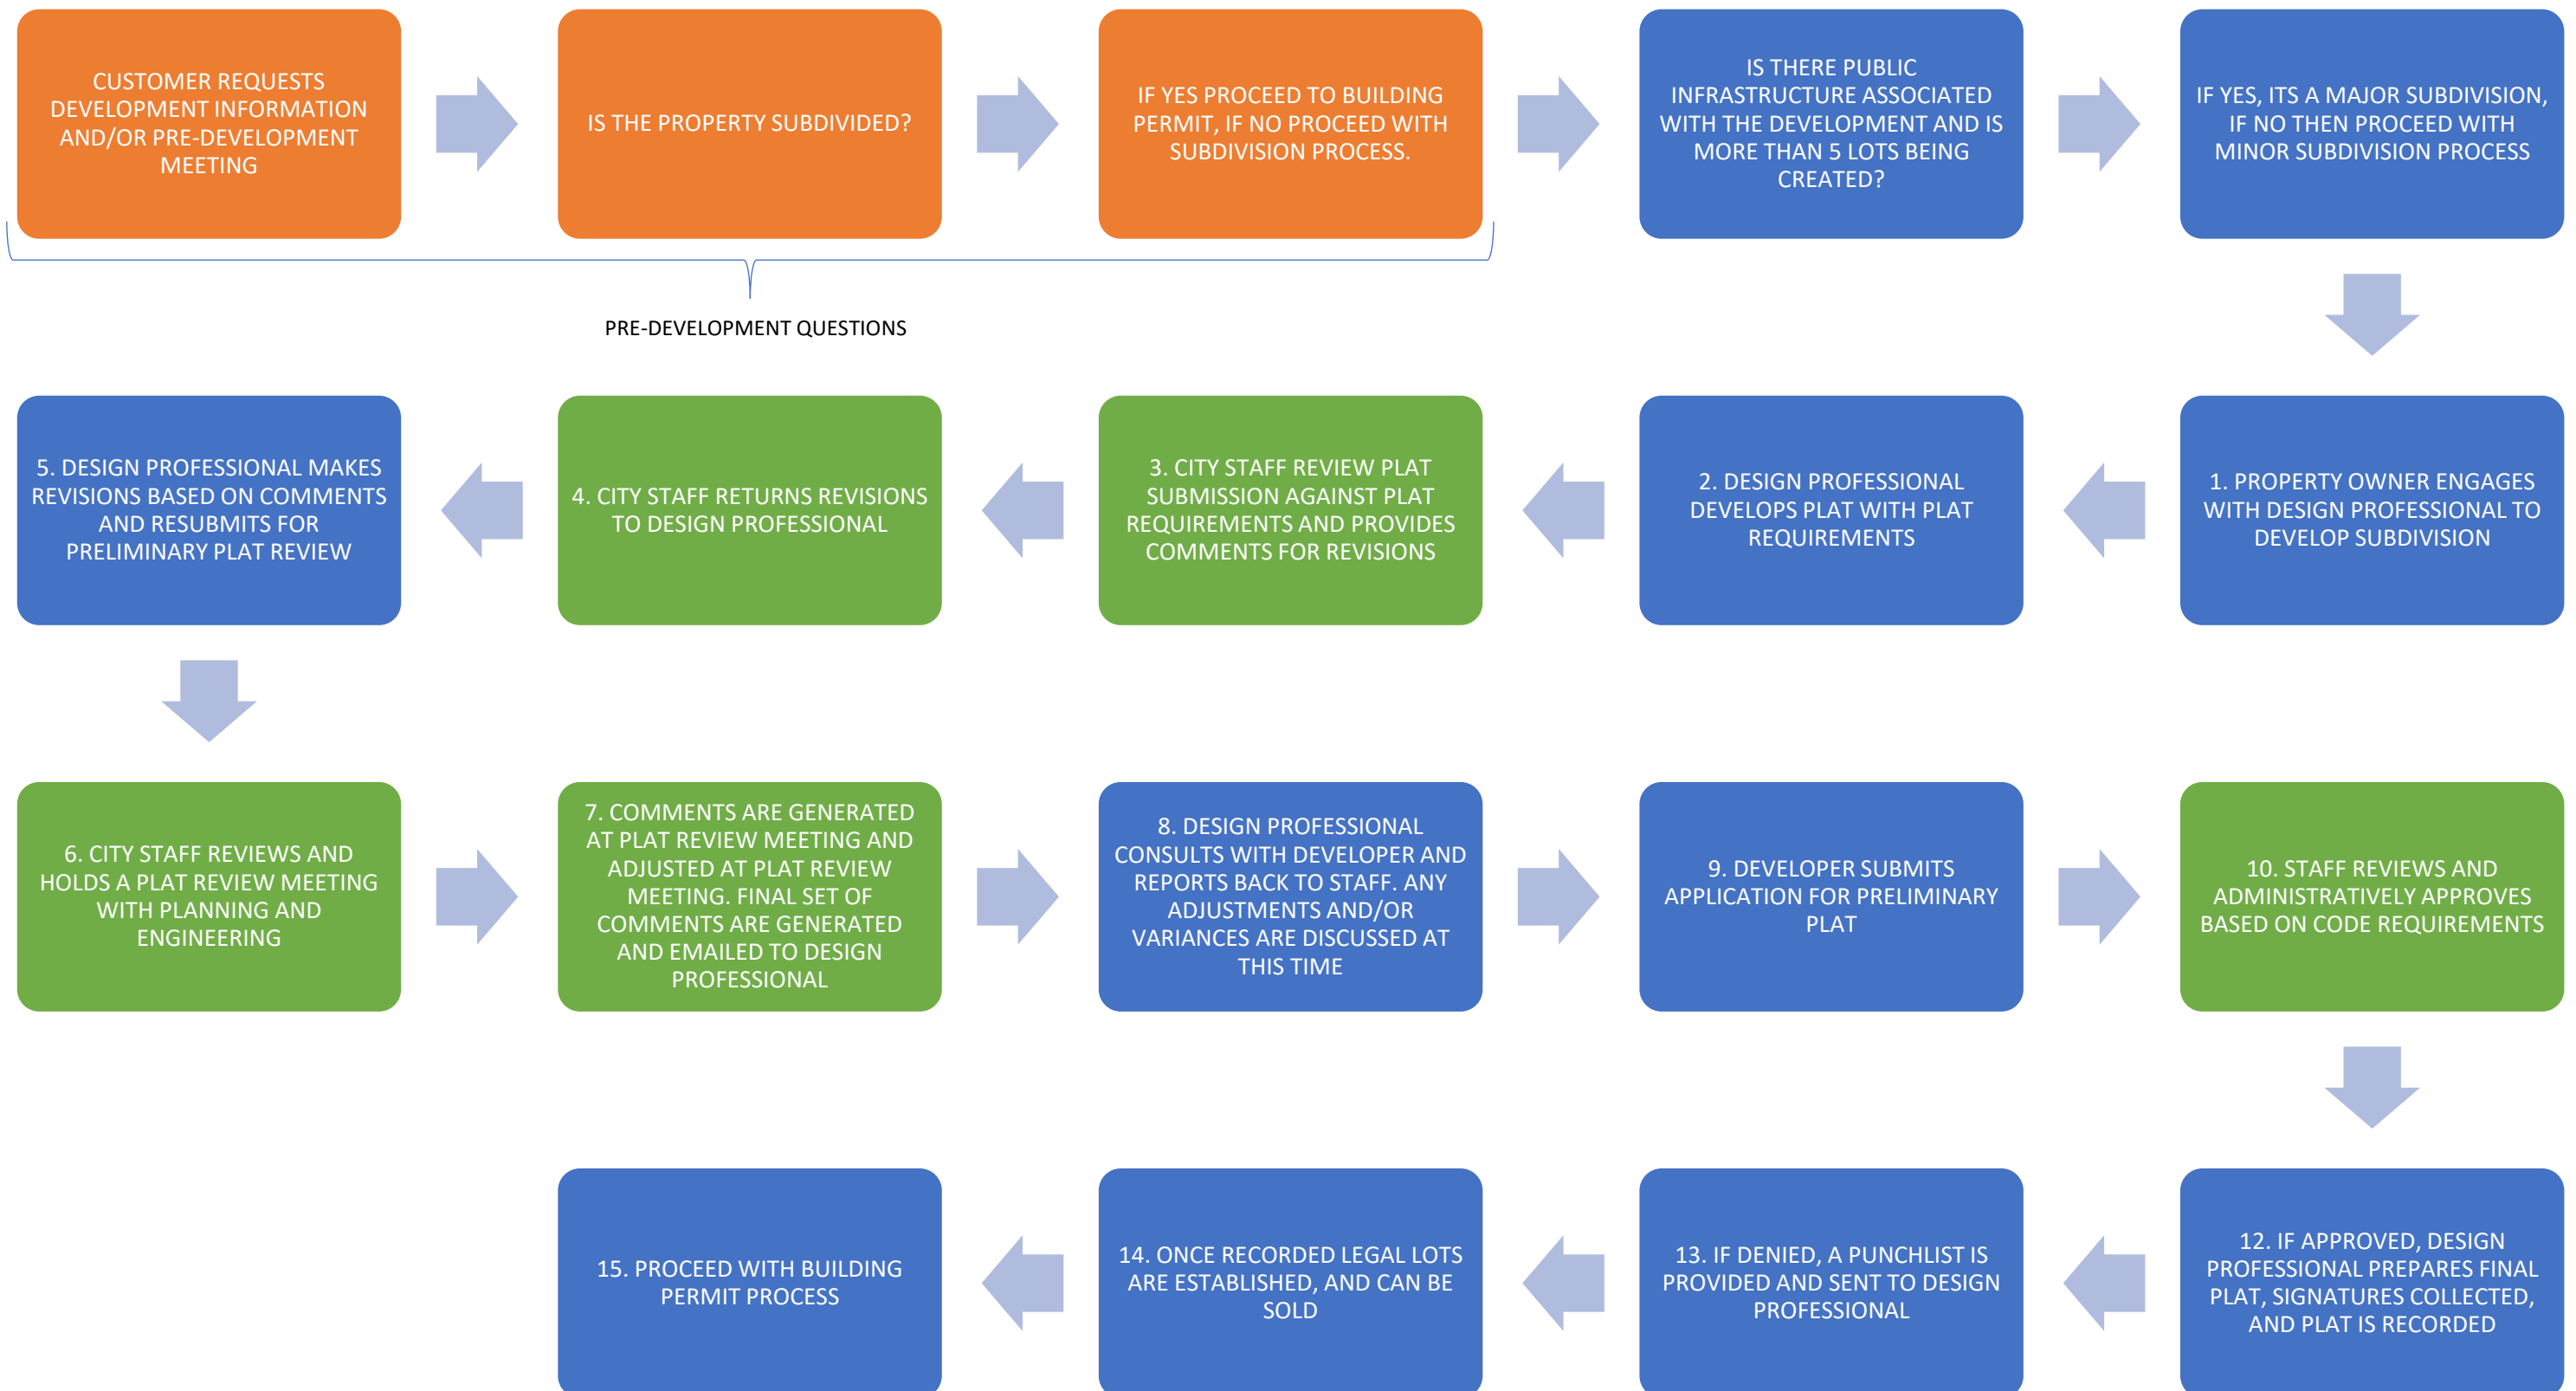 CUSTOMER REQUESTS
DEVELOPMENT INFORMATION
AND/OR PRE-DEVELOPMENT
MEETING
IS THE PROPERTY SUBDIVIDED?
IF YES PROCEED TO BUILDING
PERMIT, IF NO PROCEED WITH
SUBDIVISION PROCESS.
IS THERE PUBLIC
INFRASTRUCTURE ASSOCIATED
WITH THE DEVELOPMENT AND IS
MORE THAN 5 LOTS BEING
CREATED?
IF YES, ITS A MAJOR SUBDIVISION,
IF NO THEN PROCEED WITH
MINOR SUBDIVISION PROCESS
PRE-DEVELOPMENT QUESTIONS
1. PROPERTY OWNER ENGAGES
WITH DESIGN PROFESSIONAL TO
DEVELOP SUBDIVISION
2. DESIGN PROFESSIONAL
DEVELOPS PLAT WITH PLAT
REQUIREMENTS
3. CITY STAFF REVIEW PLAT
SUBMISSION AGAINST PLAT
REQUIREMENTS AND PROVIDES
COMMENTS FOR REVISIONS
4. CITY STAFF RETURNS REVISIONS
TO DESIGN PROFESSIONAL
5. DESIGN PROFESSIONAL MAKES
REVISIONS BASED ON COMMENTS
AND RESUBMITS FOR
PRELIMINARY PLAT REVIEW
6. CITY STAFF REVIEWS AND
HOLDS A PLAT REVIEW MEETING
WITH PLANNING AND
ENGINEERING
7. COMMENTS ARE GENERATED
AT PLAT REVIEW MEETING AND
ADJUSTED AT PLAT REVIEW
MEETING. FINAL SET OF
COMMENTS ARE GENERATED
AND EMAILED TO DESIGN
PROFESSIONAL
8. DESIGN PROFESSIONAL
CONSULTS WITH DEVELOPER AND
REPORTS BACK TO STAFF. ANY
ADJUSTMENTS AND/OR
VARIANCES ARE DISCUSSED AT
THIS TIME
9. DEVELOPER SUBMITS
APPLICATION FOR PRELIMINARY
PLAT
10. STAFF REVIEWS AND
ADMINISTRATIVELY APPROVES
BASED ON CODE REQUIREMENTS
12. IF APPROVED, DESIGN
PROFESSIONAL PREPARES FINAL
PLAT, SIGNATURES COLLECTED,
AND PLAT IS RECORDED
13. IF DENIED, A PUNCHLIST IS
PROVIDED AND SENT TO DESIGN
PROFESSIONAL
14. ONCE RECORDED LEGAL LOTS
ARE ESTABLISHED, AND CAN BE
SOLD
15. PROCEED WITH BUILDING
PERMIT PROCESS